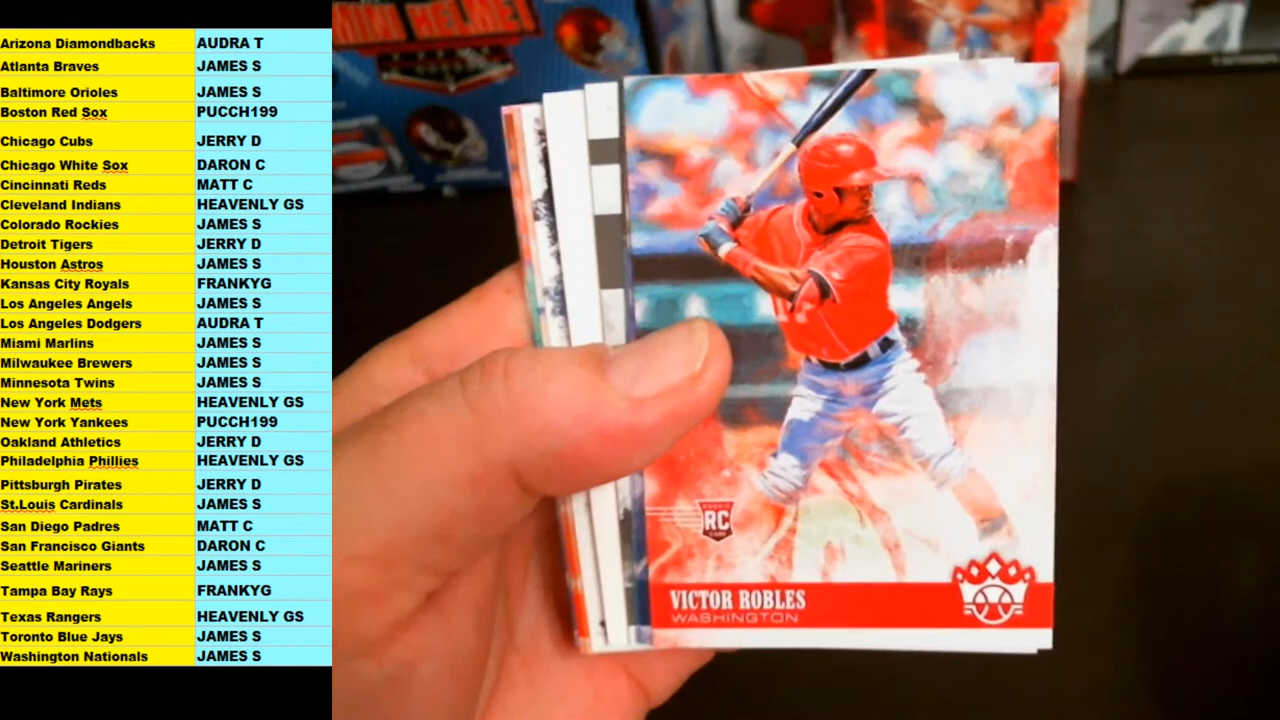 Arizona Diamondbacks AUDRA T
Atlanta Braves JAMES S
Baltimore Orioles JAMES S
Boston Red Sox PUCCH199
Chicago Cubs JERRY D
Chicago White Sox DARON C
Cincinnati Reds MATT C
Cleveland Indians HEAVENLY GS
Colorado Rockies JAMES S
Detroit Tigers JERRY D
Houston Astros JAMES S
Kansas City Royals FRANKYG
Los Angeles Angels JAMES S
Los Angeles Dodgers AUDRA T
Miami Marlins JAMES S
Milwaukee Brewers JAMES S
Minnesota Twins JAMES S
New York Mets HEAVENLY GS
New York Yankees PUCCH199
Oakland Athletics JERRY D
Philadelphia Phillies HEAVENLY GS
Pittsburgh Pirates JERRY D
St.Louis Cardinals JAMES S
San Diego Padres MATT C
San Francisco Giants DARON C
Seattle Mariners JAMES S
Tampa Bay Rays FRANKYG
Texas Rangers HEAVENLY GS
Toronto Blue Jays JAMES S
Washington Nationals JAMES S
MINI HELMET
RC
VICTOR ROBLES
WASHINGTON